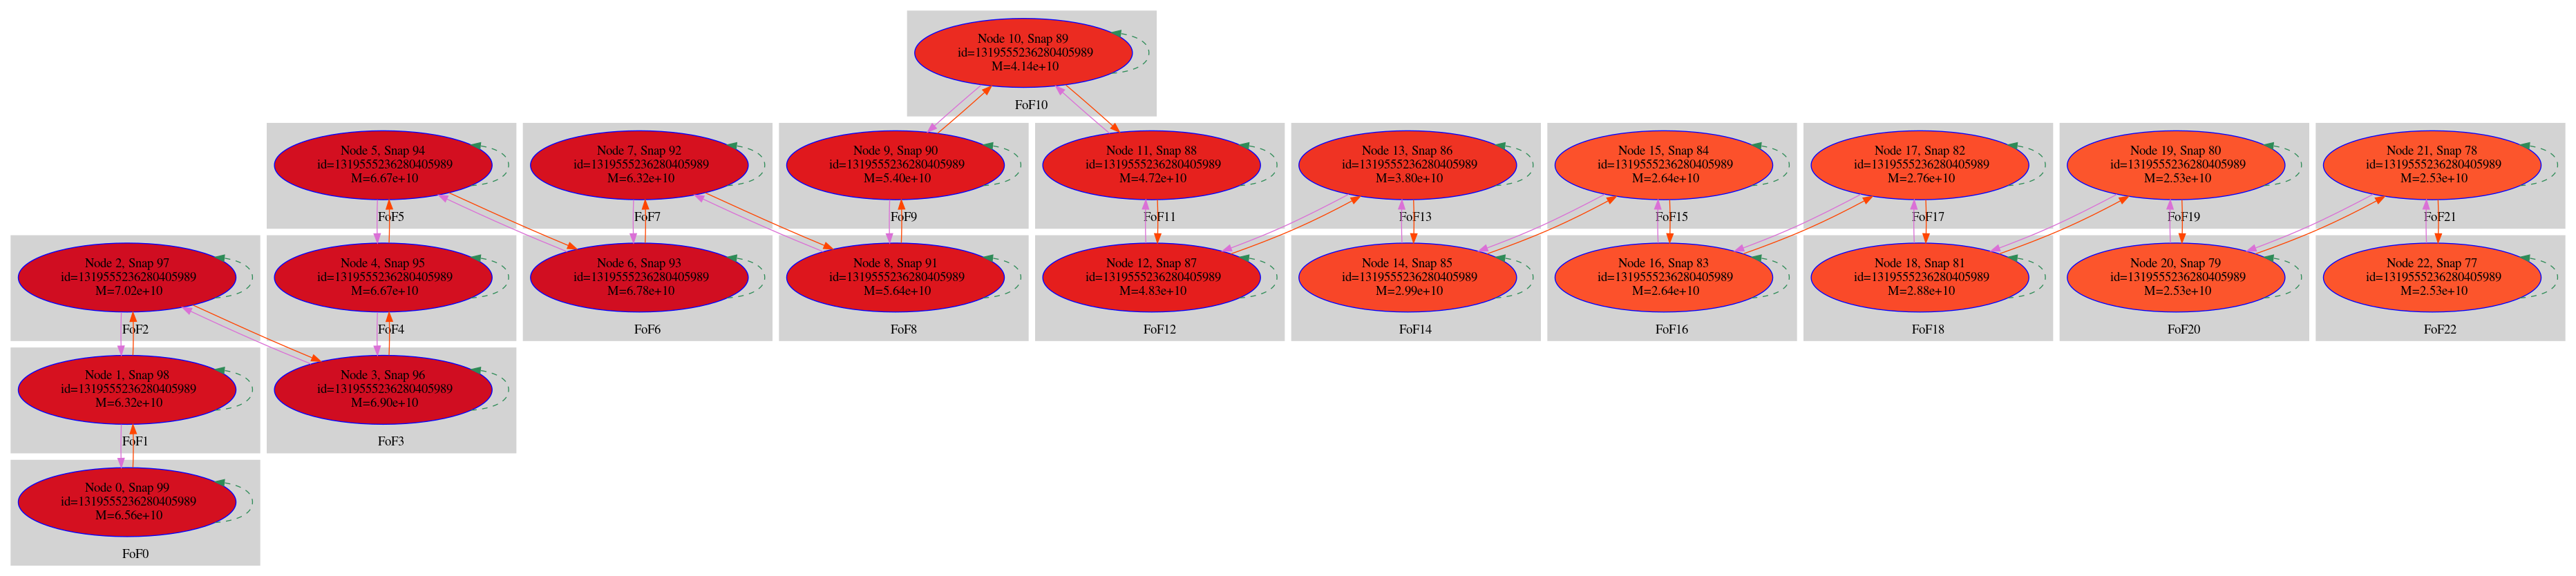 Node 10, Snap 89
id=1319555236280405989
M=4.14e+10
FoF10
Node 5, Snap 94
id=1319555236280405989
M=6.67e+10
FoF5
Node 7, Snap 92
id=1319555236280405989
M=6.32e+10
FoF7
Node 9, Snap 90
id=1319555236280405989
M=5.40e+10
FoF9
Node 11, Snap 88
id=1319555236280405989
M=4.72e+10
FoF11
Node 13, Snap 86
id=1319555236280405989
M=3.80e+10
FoF13
Node 15, Snap 84
id=1319555236280405989
M=2.64e+10
FoF15
Node 17, Snap 82
id=1319555236280405989
M=2.76e+10
FoF17
Node 19, Snap 80
id=1319555236280405989
M=2.53e+10
FoF19
Node 21, Snap 78
id=1319555236280405989
M=2.53e+10
FoF21
Node 2, Snap 97
id=1319555236280405989
M=7.02e+10
FoF2
Node 4, Snap 95
id=1319555236280405989
M=6.67e+10
FoF4
Node 6, Snap 93
id=1319555236280405989
M=6.78e+10
FoF6
Node 8, Snap 91
id=1319555236280405989
M=5.64e+10
FoF8
Node 12, Snap 87
id=1319555236280405989
M=4.83e+10
FoF12
Node 14, Snap 85
id=1319555236280405989
M=2.99e+10
FoF14
Node 16, Snap 83
id=1319555236280405989
M=2.64e+10
FoF16
Node 18, Snap 81
id=1319555236280405989
M=2.88e+10
FoF18
Node 20, Snap 79
id=1319555236280405989
M=2.53e+10
FoF20
Node 22, Snap 77
id=1319555236280405989
M=2.53e+10
FoF22
Node 1, Snap 98
id=1319555236280405989
M=6.32e+10
FoF1
Node 3, Snap 96
id=1319555236280405989
M=6.90e+10
FoF3
Node 0, Snap 99
id=1319555236280405989
M=6.56e+10
FoF0